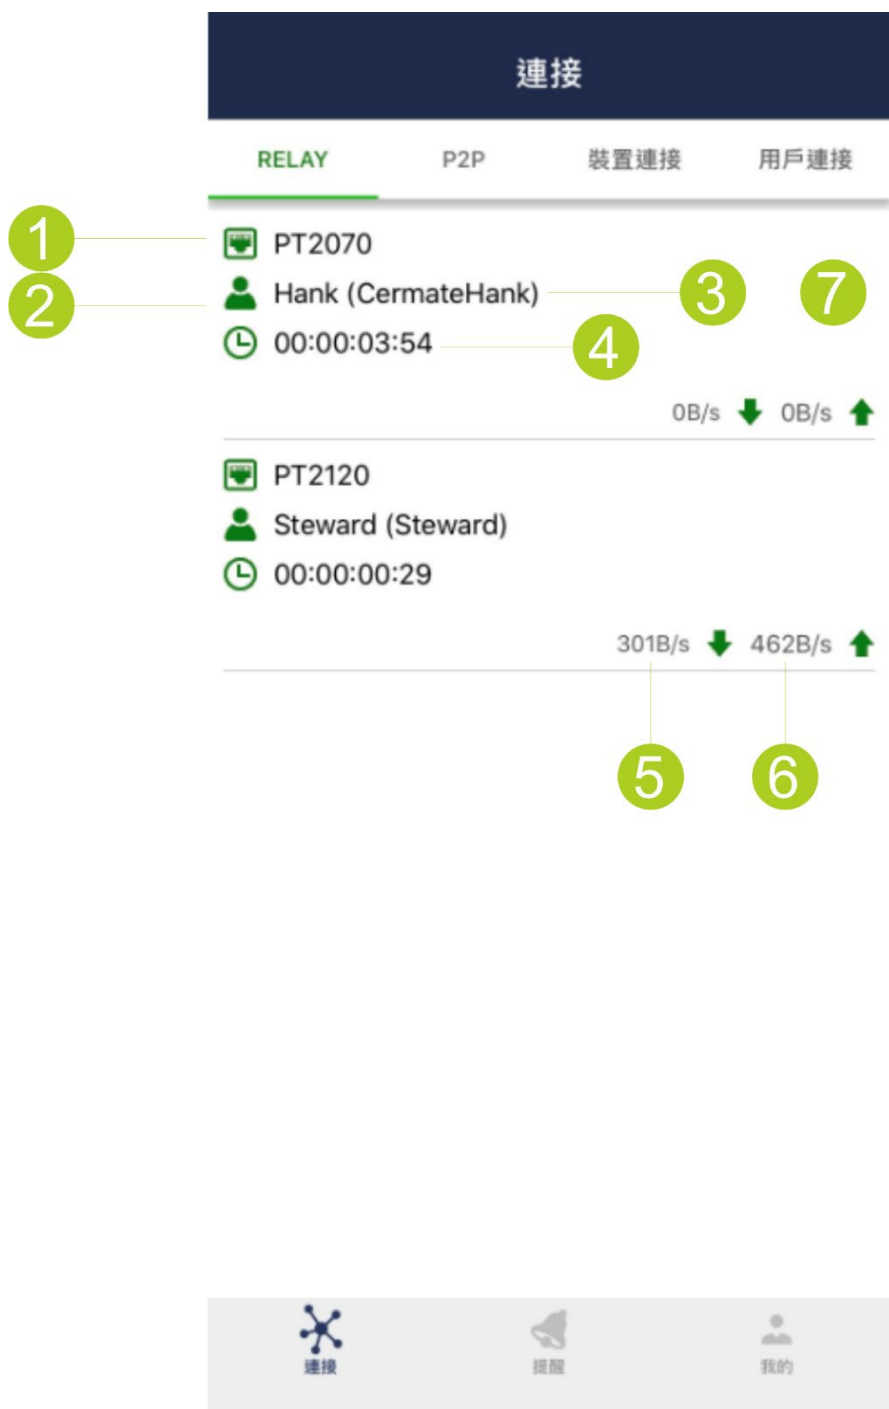 連接
RELAY P2P 裝置連接 用戶連接
1 PT2070
2 Hank (CermateHank) 3 7
00:00:03:54 4
0B/s 0B/s
PT2120
Steward (Steward)
00:00:00:29
301B/s 462B/s
5 6
連接 提醒 我的